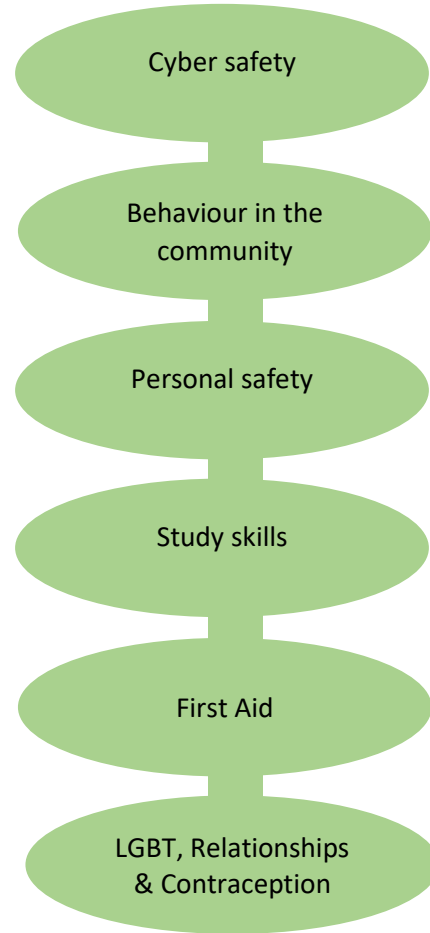 Cyber safety
Behaviour in the
community
Personal safety
Study skills
First Aid
LGBT, Relationships
& Contraception